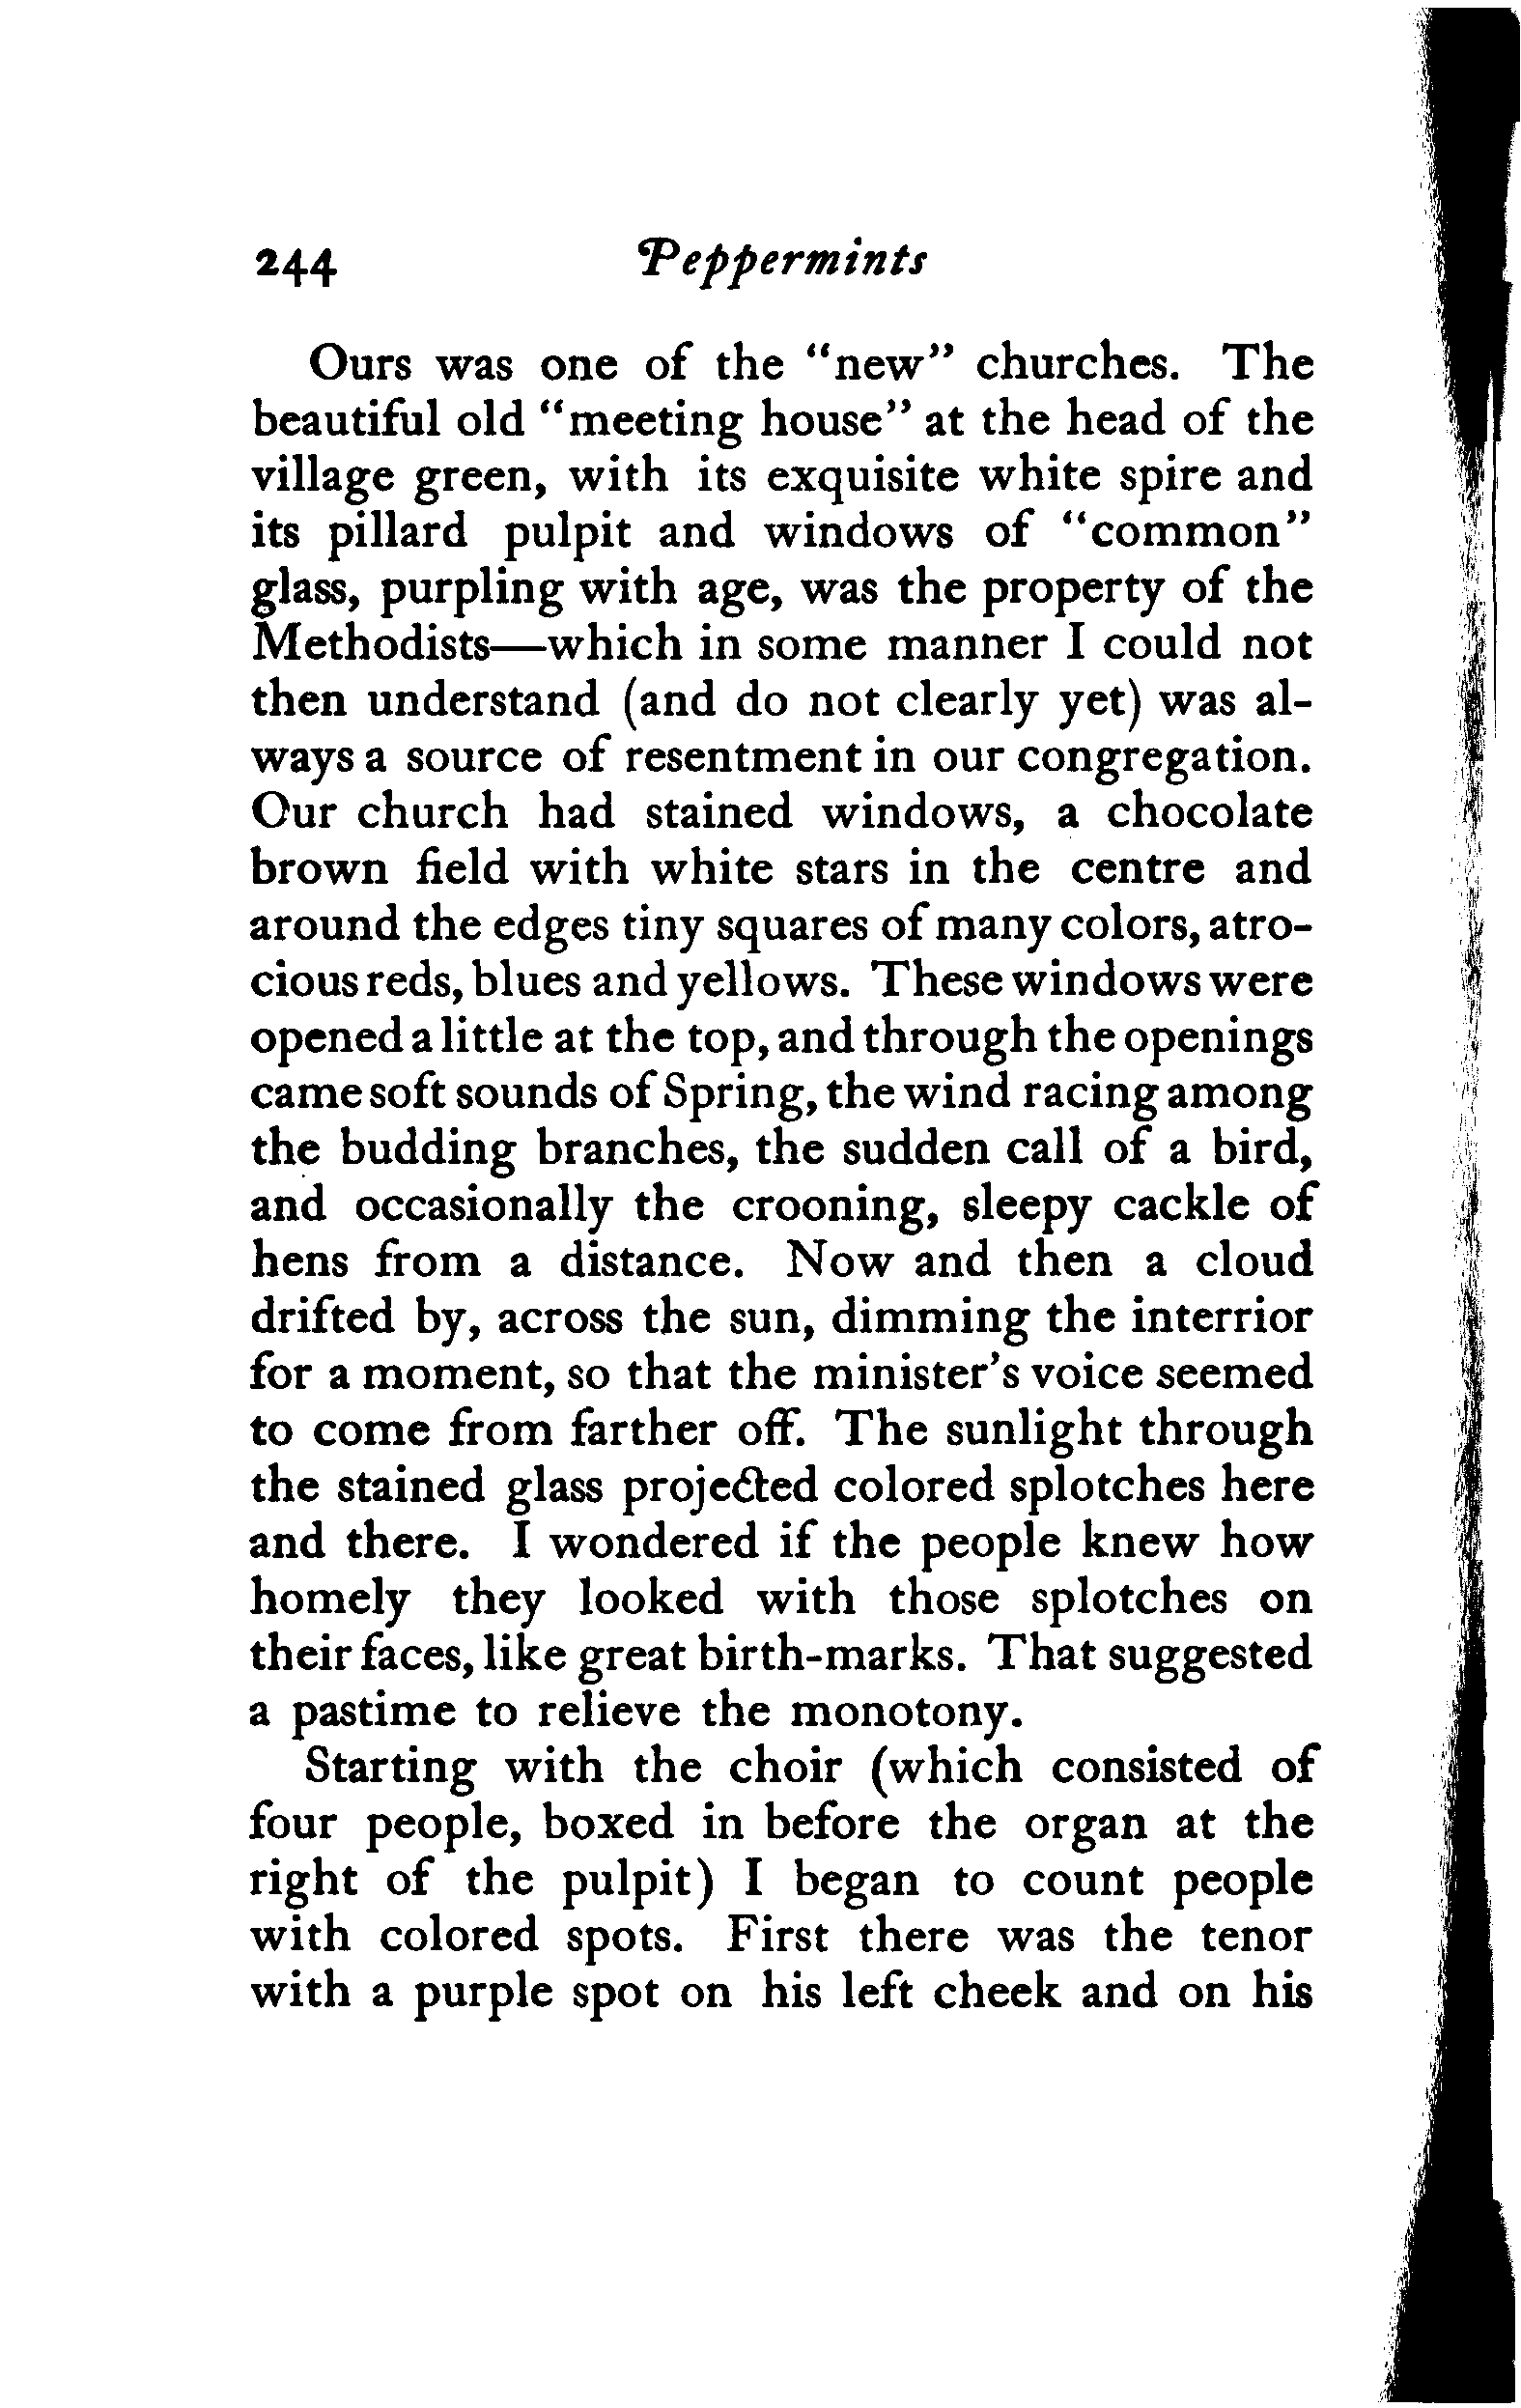 244 Peppermints
Ours was one of the “new” churches. The
beautiful old “meeting house” at the head of the
village green, with its exquisite white spire and
its pillard pulpit and windows of “common”
glass, purpling with age, was the property of the
Methodists—which in some manner I could not
then understand (and do not clearly yet) was al-
ways a source of resentment in our congregation.
Our church had stained windows, a chocolate
brown field with white stars in the centre and
around the edges tiny squares of many colors, atro-
cious reds, blues and yellows. These windows were
opened a little at the top, and through the openings
came soft sounds of Spring, the wind racing among
the budding branches, the sudden call of a bird,
and occasionally the crooning, sleepy cackle of
hens from a distance. Now and then a cloud
drifted by, across the sun, dimming the interrior
for a moment, so that the minister’s voice seemed
to come from farther off. The sunlight through
the stained glass projected colored splotches here
and there. I wondered if the people knew how
homely they looked with those splotches on
their faces, like great birth-marks. That suggested
a pastime to relieve the monotony.
Starting with the choir (which consisted of
four people, boxed in before the organ at the
right of the pulpit) I began to count people
with colored spots. First there was the tenor
with a purple spot on his left cheek and on his